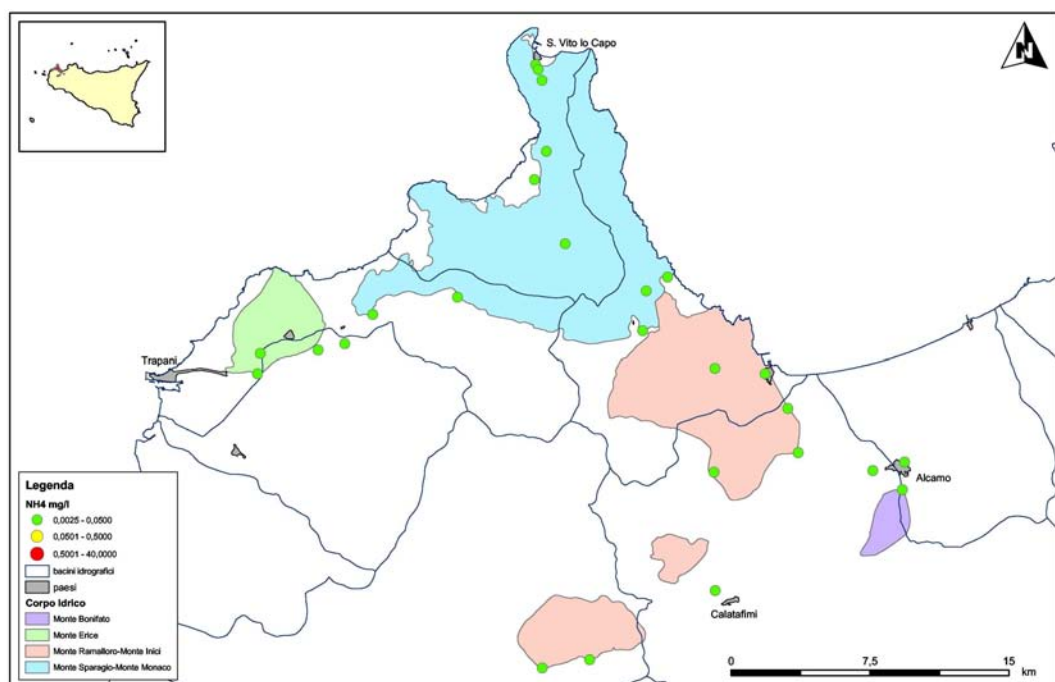 S. Vito lo Capo
N
Trapani
Alcamo
Calatafimi
Legenda
NH4 mg/l
0,0025 - 0,0500
0,0501 - 0,5000
0,5001 - 40,0000
bacini idrografici
paesi
Corpo Idrico
Monte Bonifato
Monte Erice
Monte Ramalloro-Monte Inici
Monte Sparagio-Monte Monaco
0 7,5 15
km